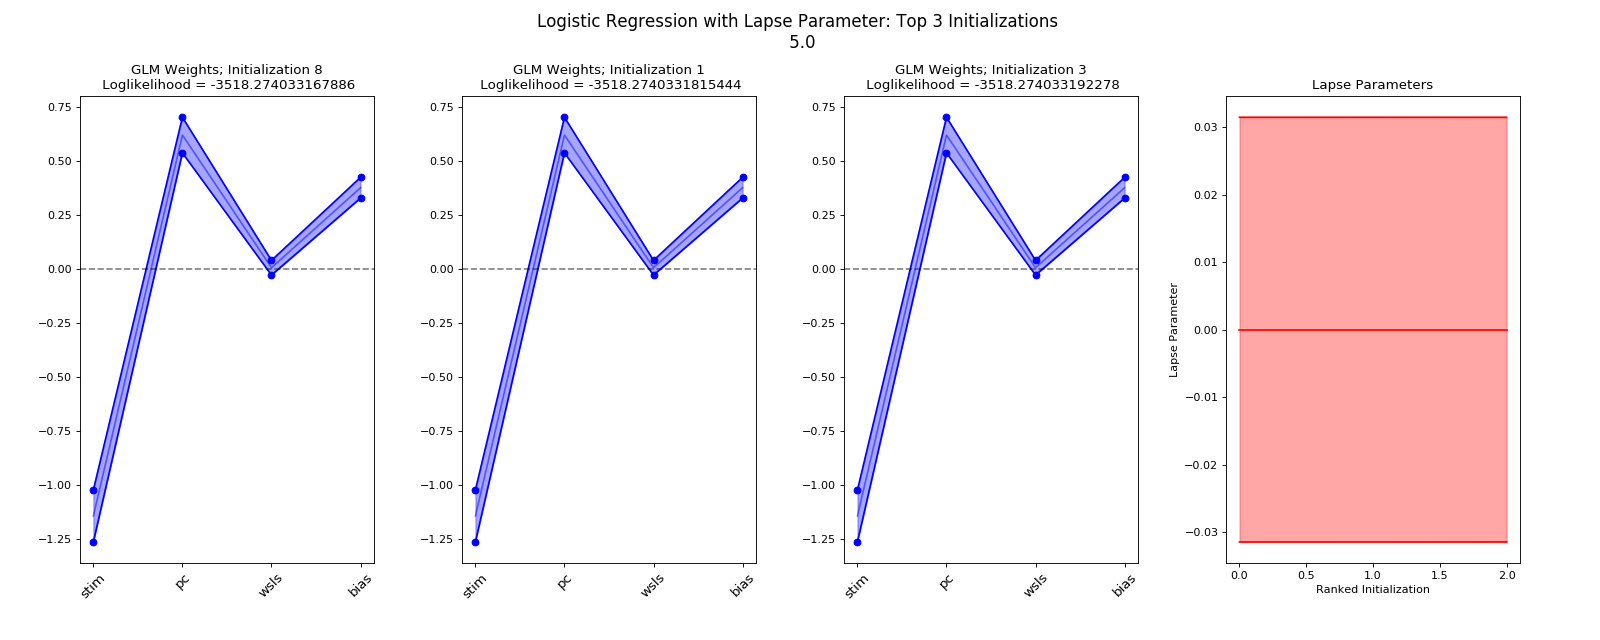 Logistic Regression with Lapse Parameter: Top 3 Initializations
5.0
GLM Weights; Initialization 8
Loglikelihood = -3518.274033167886
0.75
0.50
0.25
0.00
−0.25
−0.50
−0.75
−1.00
−1.25
stim
pc
wsls
bias
GLM Weights; Initialization 1
Loglikelihood = -3518.2740331815444
0.75
0.50
0.25
0.00
−0.25
−0.50
−0.75
−1.00
−1.25
stim
pc
wsls
bias
GLM Weights; Initialization 3
Loglikelihood = -3518.274033192278
0.75
0.50
0.25
0.00
−0.25
−0.50
−0.75
−1.00
−1.25
stim
pc
wsls
bias
Lapse Parameters
Lapse Parameter
0.03
0.02
0.01
0.00
−0.01
−0.02
−0.03
0.0 0.5 1.0 1.5 2.0
Ranked Initialization